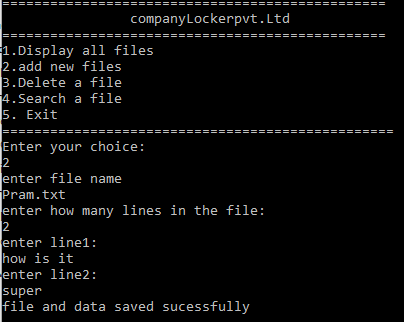 ================================================
companyLockerpvt.Ltd
================================================
1.Display all files
2.add new files
3.Delete a file
4.Search a file
5. Exit
=================================================
Enter your choice:
2
enter file name
Pram.txt
enter how many lines in the file:
2
enter line1:
how is it
enter line2:
super
file and data saved sucessfully